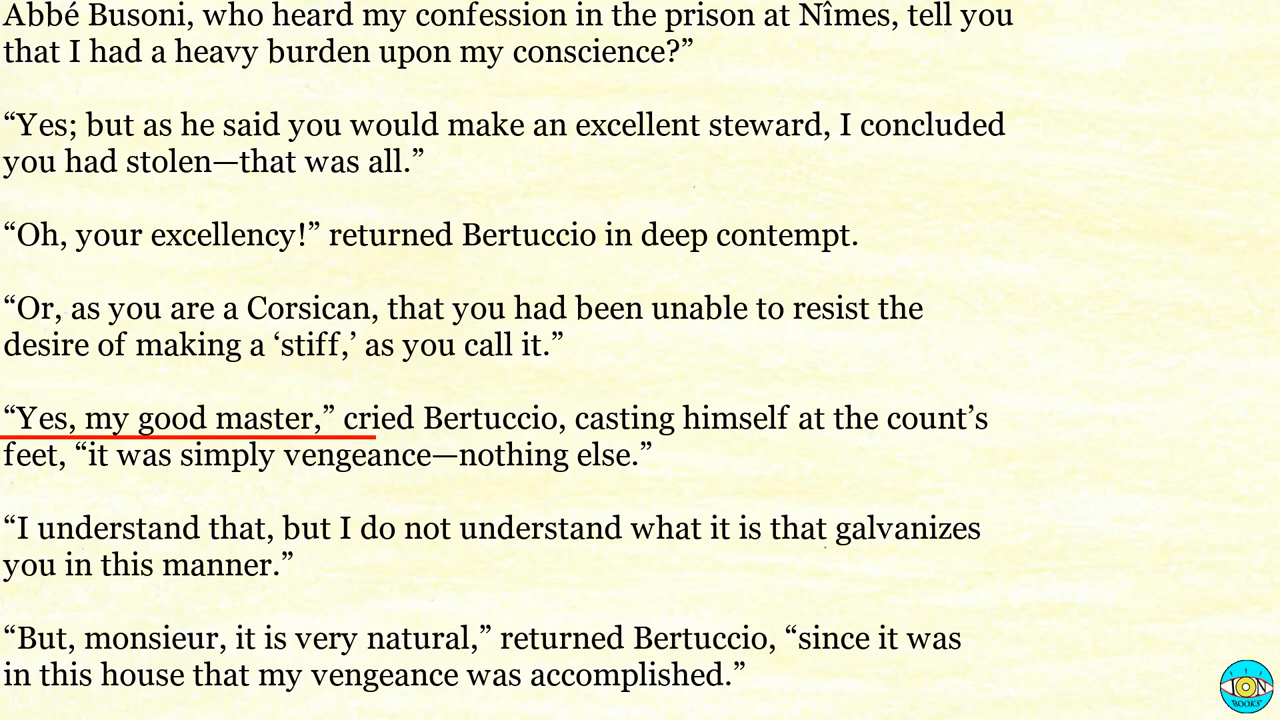 Abbé Busoni, who heard my confession in the prison at Nîmes, tell you
that I had a heavy burden upon my conscience?”
“Yes; but as he said you would make an excellent steward, I concluded
you had stolen—that was all.”
“Oh, your excellency!” returned Bertuccio in deep contempt.
“Or, as you are a Corsican, that you had been unable to resist the
desire of making a ‘stiff,’ as you call it.”
“Yes, my good master,” cried Bertuccio, casting himself at the count’s
feet, “it was simply vengeance—nothing else.”
“I understand that, but I do not understand what it is that galvanizes
you in this manner.”
“But, monsieur, it is very natural,” returned Bertuccio, “since it was
in this house that my vengeance was accomplished.”
ION
BOOKS